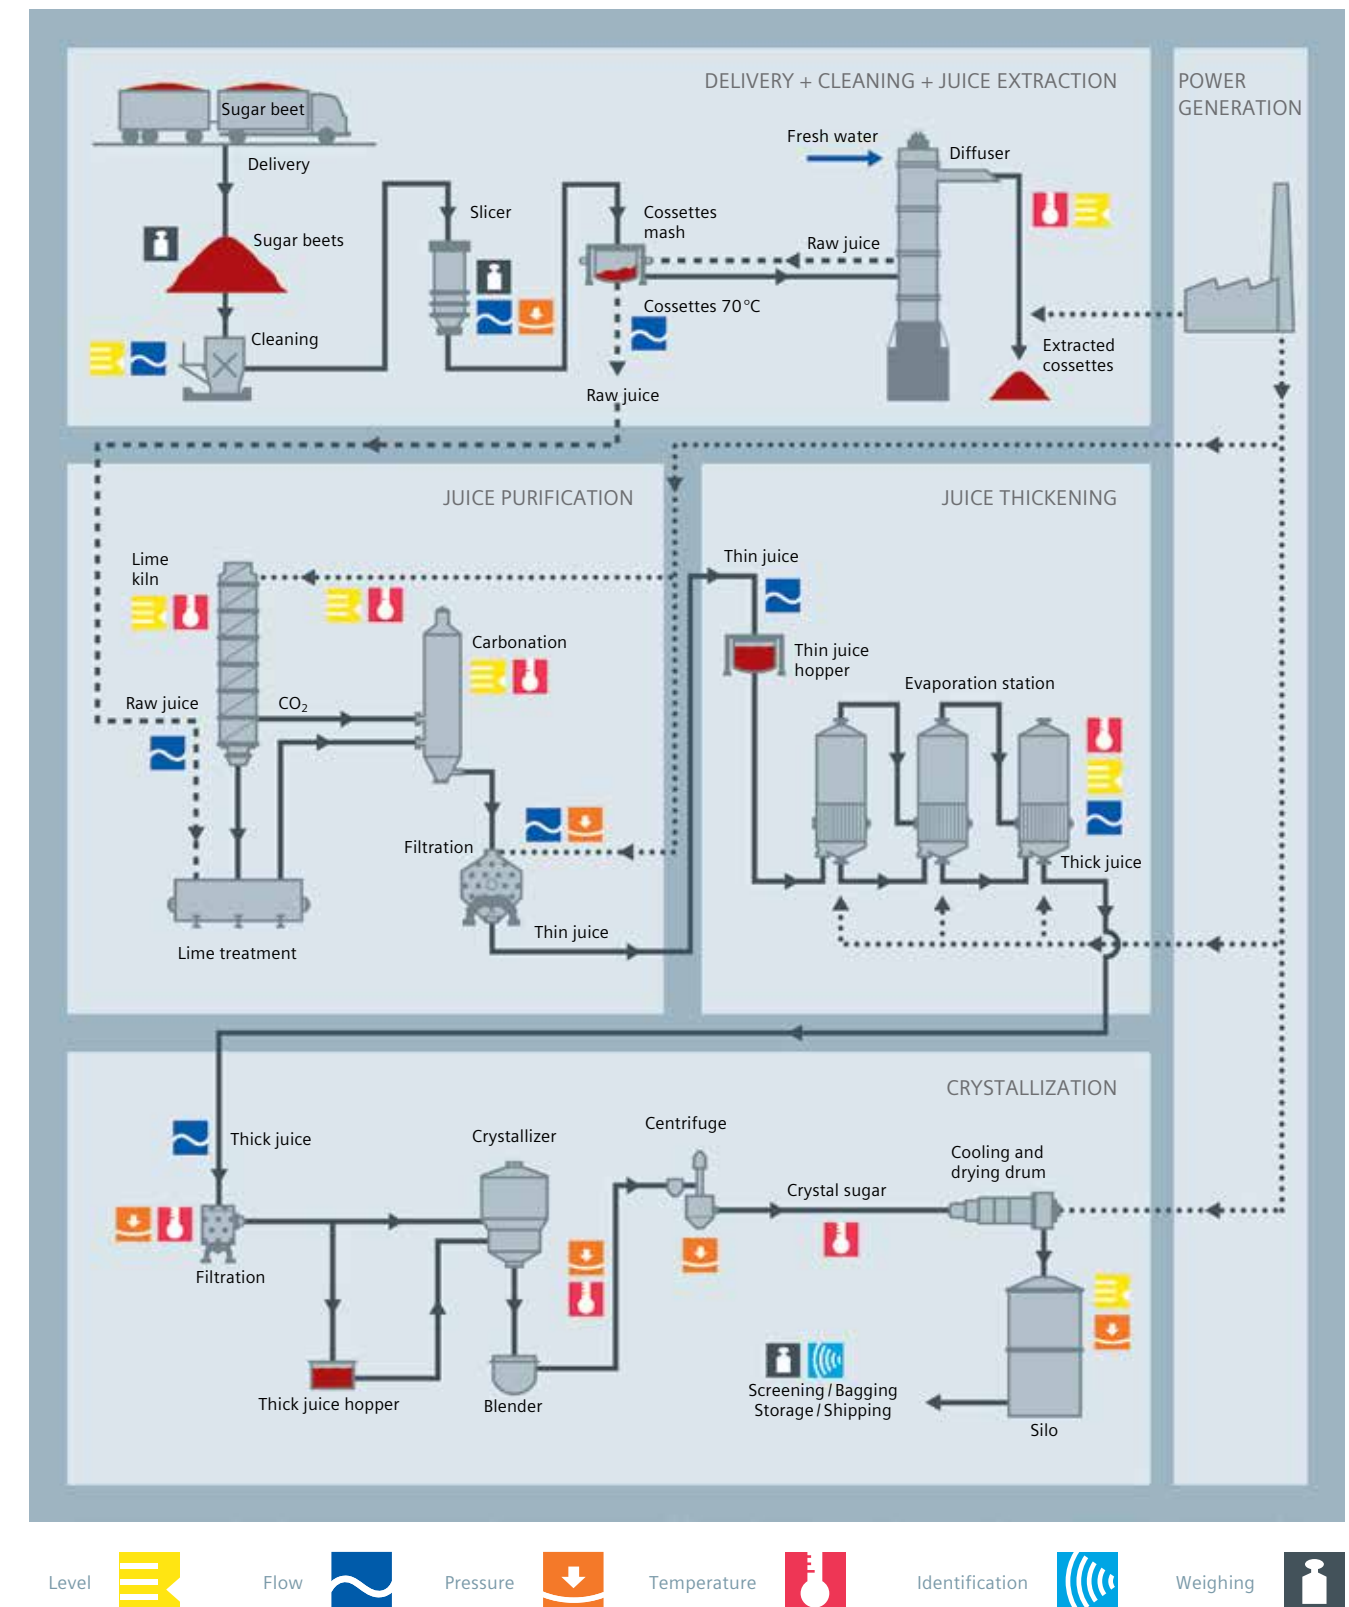 DELIVERY + CLEANING + JUICE EXTRACTION
POWER
GENERATION
Sugar beet
Delivery
Fresh water
Diffuser
Slicer
Cossettes
mash
Sugar beets
Raw juice
Cossettes 70 °C
Cleaning
Extracted
cossettes
Raw juice
JUICE PURIFICATION
JUICE THICKENING
Lime
kiln
Thin juice
Carbonation
Thin juice
hopper
Evaporation station
Raw juice
CO₂
Filtration
Thick juice
Thin juice
Lime treatment
CRYSTALLIZATION
Thick juice
Crystallizer
Centrifuge
Cooling and
drying drum
Crystal sugar
Filtration
Thick juice hopper
Blender
Screening / Bagging
Storage / Shipping
Silo
Level
Flow
Pressure
Temperature
Identification
Weighing